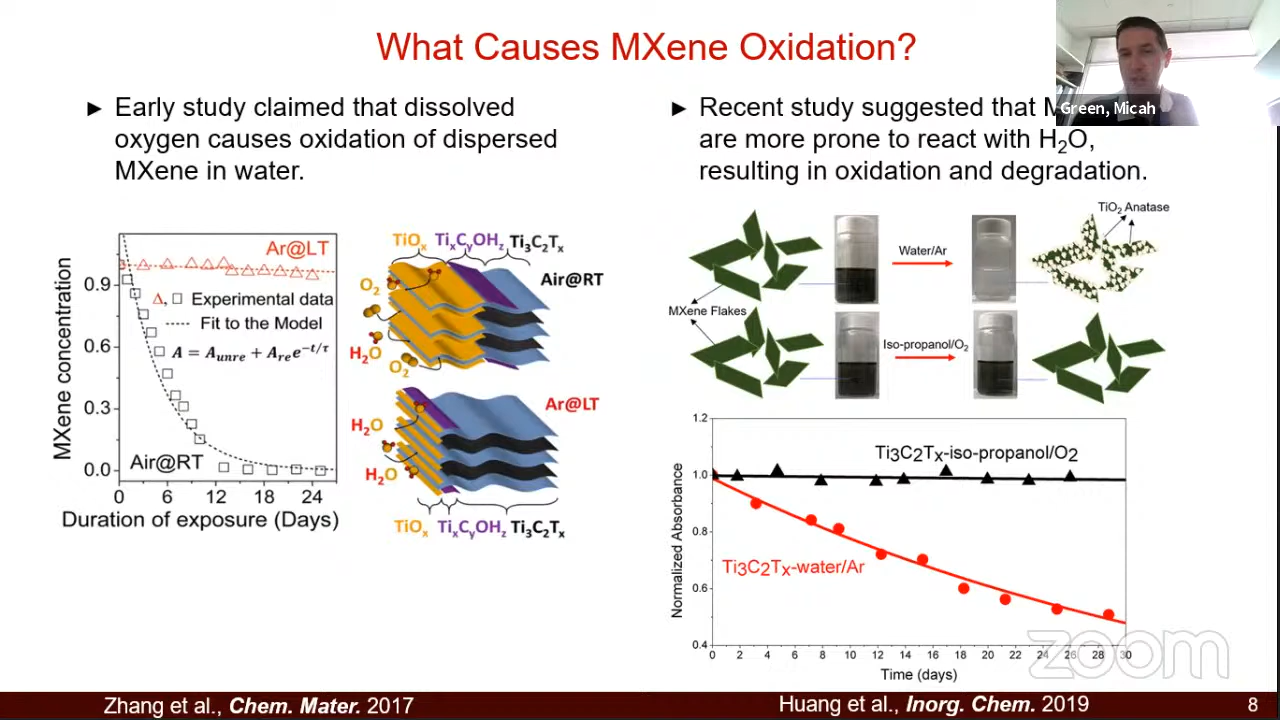 What Causes MXene Oxidation?
Green, Micah
► Early study claimed that dissolved
oxygen causes oxidation of dispersed
MXene in water.
► Recent study suggested that M
are more prone to react with H₂O,
resulting in oxidation and degradation.
MXene concentration
0.9
0.6
0.3
0.0
Ar@LT
Experimental data
Fit to the Model
A = A_unre + A_re e^{-t/τ}
Air@RT
0 6 12 18 24
Duration of exposure (Days)
TiOₓ TiₓCᵧOH_z Ti₃C₂Tₓ
Air@RT
O₂
H₂O
O₂
Ar@LT
H₂O
H₂O
TiOₓ TiₓCᵧOH_z Ti₃C₂Tₓ
TiO₂ Anatase
Water/Ar
MXene Flakes
Iso-propanol/O₂
Normalized Absorbance
1.2
1.0
0.8
0.6
0.4
Ti3C2Tₓ-iso-propanol/O2
Ti3C2Tₓ-water/Ar
0 2 4 6 8 10 12 14 16 18 20 22 24 26 28 30
Time (days)
zoom
Zhang et al., Chem. Mater. 2017
Huang et al., Inorg. Chem. 2019
8